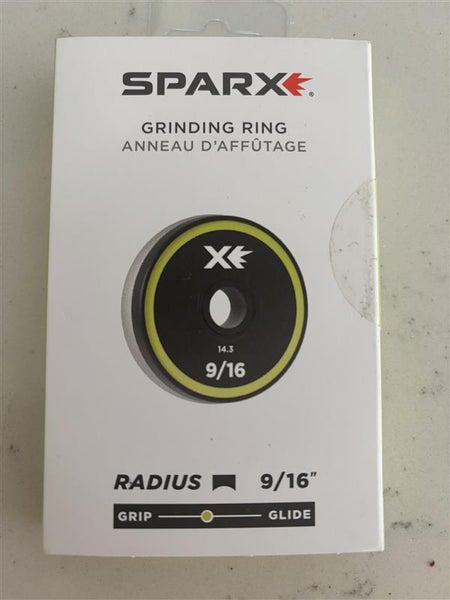 SPARX®
GRINDING RING
ANNEAU D'AFFÛTAGE
X
14.3
9/16
RADIUS 9/16"
GRIP GLIDE